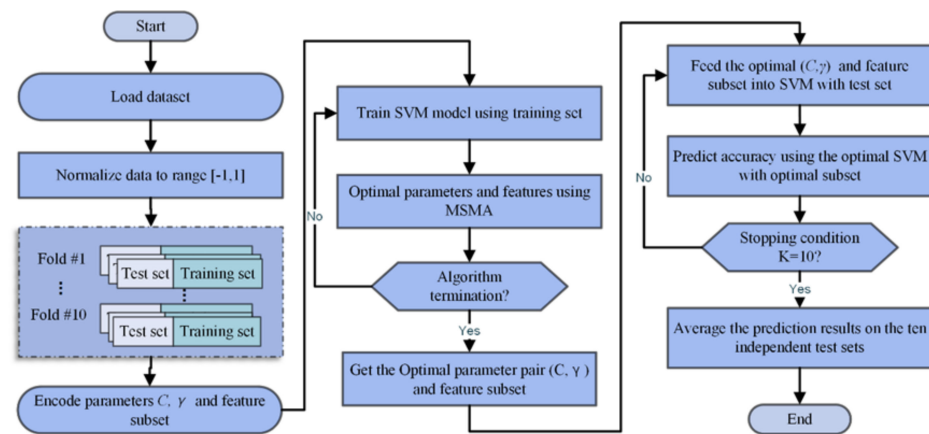 Start
Load dataset
Normalize data to range [-1,1]
Fold #1
Test set
Training set
⋮
⋮
Fold #10
Test set
Training set
Encode parameters C, γ and feature
subset
Train SVM model using training set
No
Optimal parameters and features using
MSMA
Algorithm
termination?
Yes
Get the Optimal parameter pair (C, γ)
and feature subset
Feed the optimal (C,γ) and feature
subset into SVM with test set
Predict accuracy using the optimal SVM
with optimal subset
No
Stopping condition
K=10?
Yes
Average the prediction results on the ten
independent test sets
End